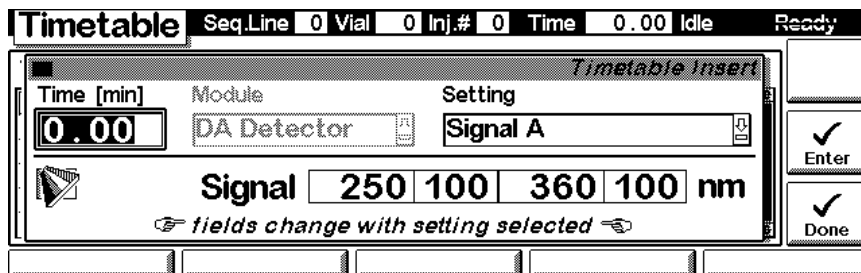 Timetable Seq.Line 0 Vial 0 Inj.# 0 Time 0.00 Idle Ready
Timetable Insert
Time [min] Module Setting
0.00 DA Detector Signal A
Enter
Signal 250 100 360 100 nm
fields change with setting selected
Done